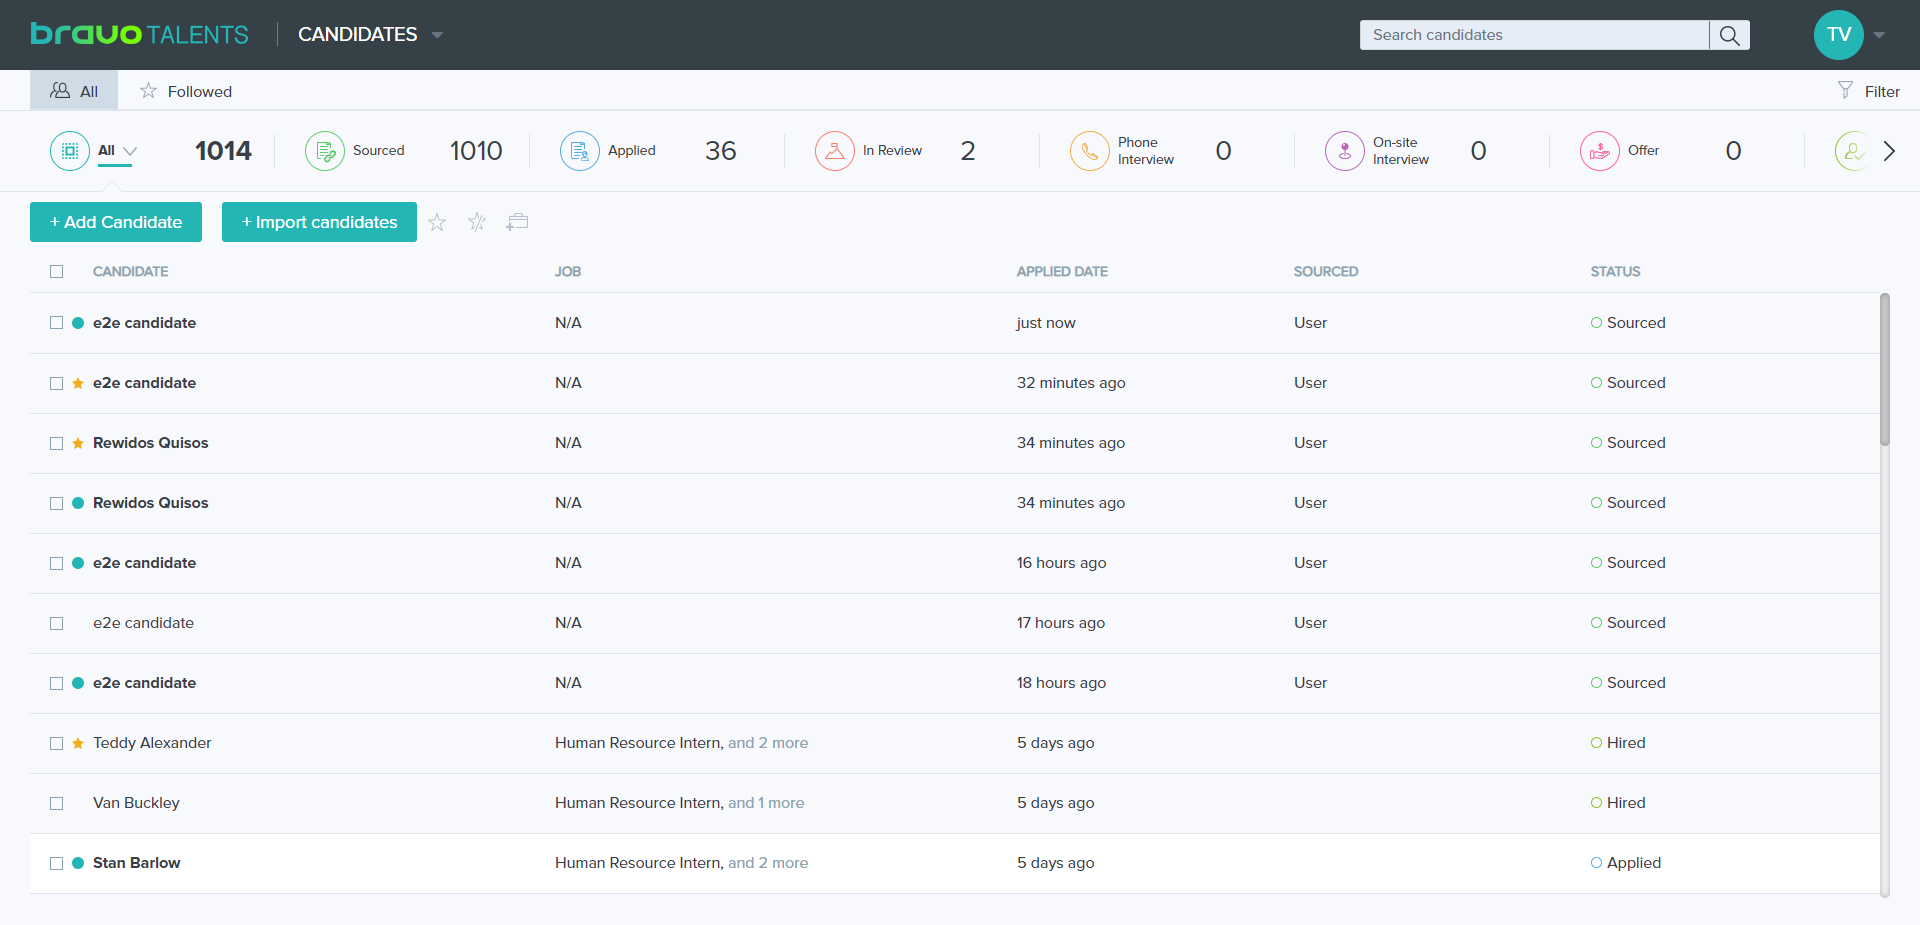 bravo TALENTS CANDIDATES Search candidates TV
All Followed Filter
All 1014 Sourced 1010 Applied 36 In Review 2 Phone Interview 0 On-site Interview 0 Offer 0
+ Add Candidate + Import candidates
CANDIDATE JOB APPLIED DATE SOURCED STATUS
e2e candidate N/A just now User Sourced
e2e candidate N/A 32 minutes ago User Sourced
Rewidos Quisos N/A 34 minutes ago User Sourced
Rewidos Quisos N/A 34 minutes ago User Sourced
e2e candidate N/A 16 hours ago User Sourced
e2e candidate N/A 17 hours ago User Sourced
e2e candidate N/A 18 hours ago User Sourced
Teddy Alexander Human Resource Intern, and 2 more 5 days ago Hired
Van Buckley Human Resource Intern, and 1 more 5 days ago Hired
Stan Barlow Human Resource Intern, and 2 more 5 days ago Applied